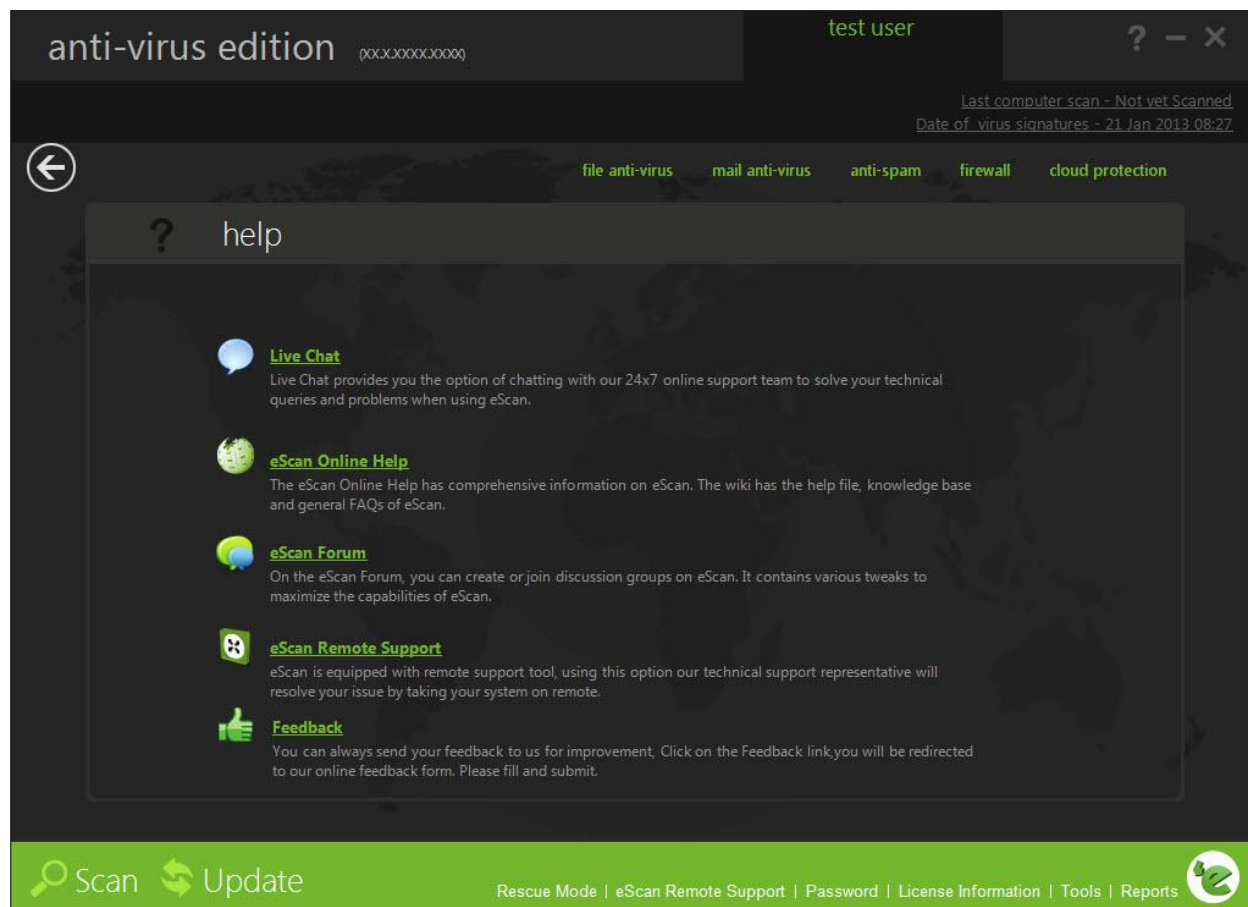 anti-virus edition (xx.x.xxxx.xxxx)
test user
? – ×
Last computer scan - Not yet Scanned
Date of virus signatures - 21 Jan 2013 08:27
file anti-virus mail anti-virus anti-spam firewall cloud protection
? help
Live Chat
Live Chat provides you the option of chatting with our 24x7 online support team to solve your technical
queries and problems when using eScan.
eScan Online Help
The eScan Online Help has comprehensive information on eScan. The wiki has the help file, knowledge base
and general FAQs of eScan.
eScan Forum
On the eScan Forum, you can create or join discussion groups on eScan. It contains various tweaks to
maximize the capabilities of eScan.
eScan Remote Support
eScan is equipped with remote support tool, using this option our technical support representative will
resolve your issue by taking your system on remote.
Feedback
You can always send your feedback to us for improvement, Click on the Feedback link,you will be redirected
to our online feedback form. Please fill and submit.
Scan Update
Rescue Mode | eScan Remote Support | Password | License Information | Tools | Reports